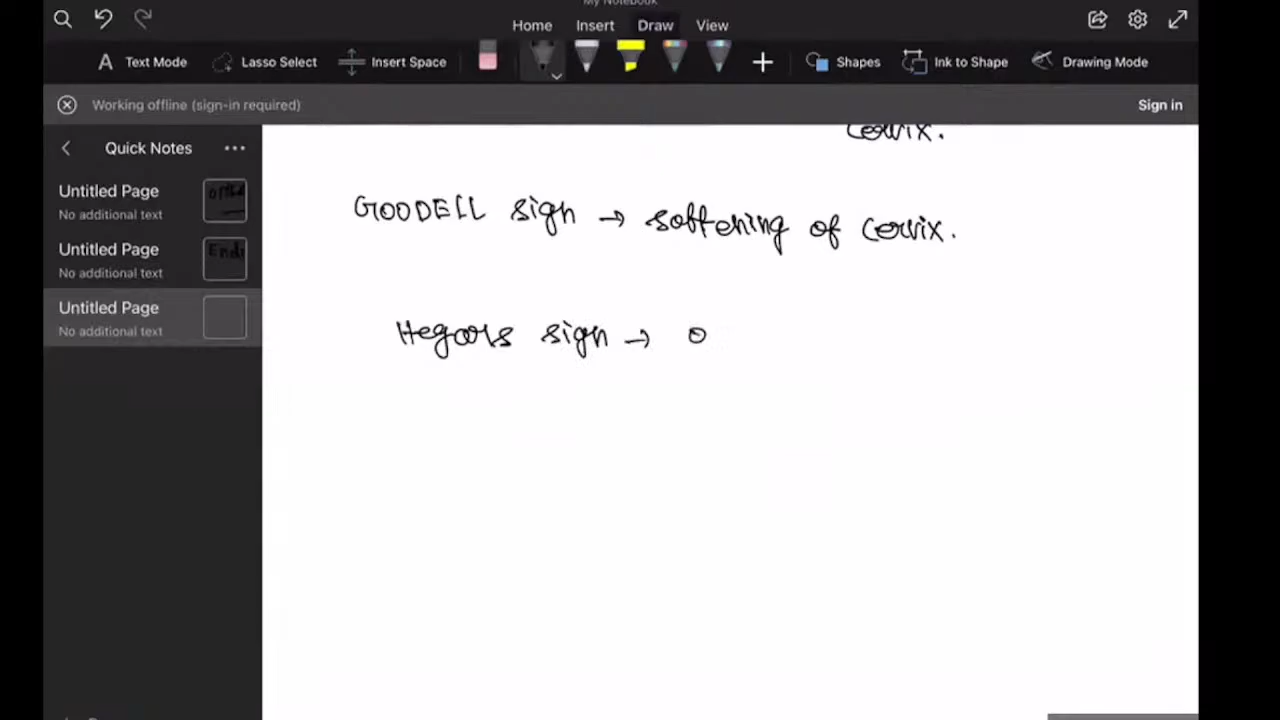 My Notebook
Home Insert Draw View
Text Mode Lasso Select Insert Space Shapes Ink to Shape Drawing Mode
Working offline (sign-in required) Sign in
Quick Notes
Untitled Page
No additional text
Untitled Page
No additional text
Untitled Page
No additional text
cervix.
GOODELL sign → softening of cervix.
Hegars sign → o